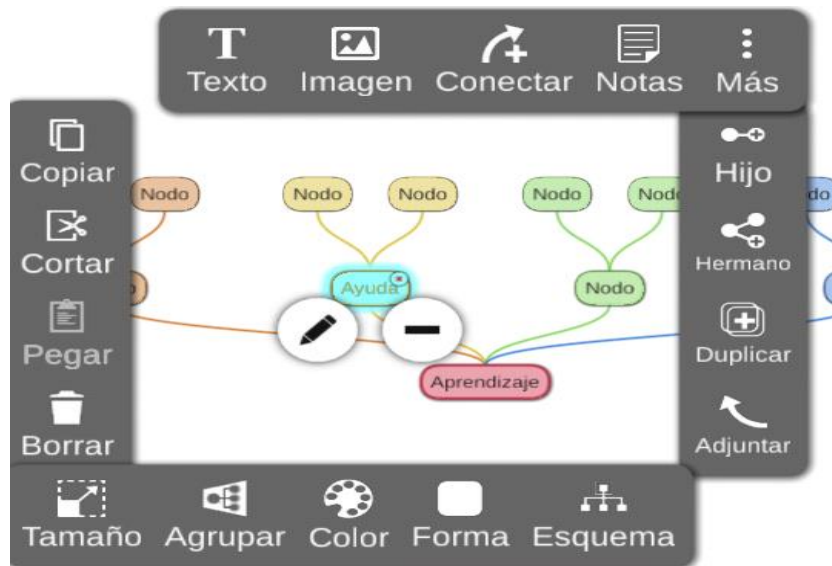 Texto Imagen Conectar Notas Más
Copiar
Hijo
Nodo Nodo Nodo Nodo Nodo
Cortar
Hermano
Ayuda Nodo
Pegar
Duplicar
Aprendizaje
Borrar
Adjuntar
Tamaño Agrupar Color Forma Esquema